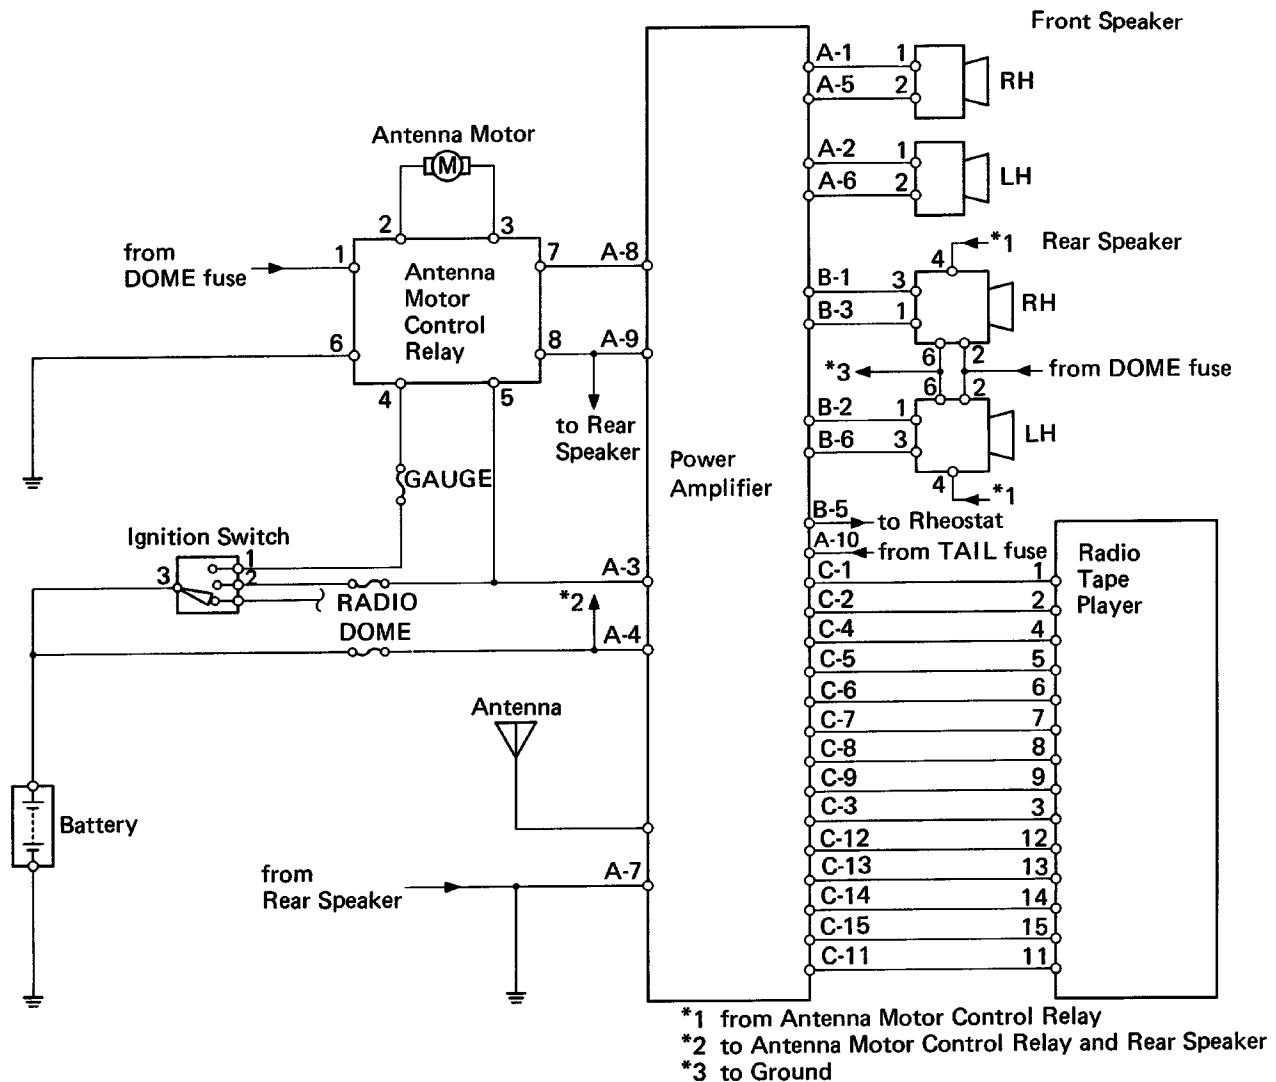 Front Speaker
A-1 1
A-5 2
RH
Antenna Motor
M
A-2 1
A-6 2
LH
2 3
from
DOME fuse
1
Antenna
Motor
Control
Relay
7 A-8
6
8 A-9
4 5
to Rear
Speaker
*1 Rear Speaker
4
B-1 3
B-3 1
RH
6 2
*3
from DOME fuse
6 2
B-2 1
B-6 3
LH
4 *1
Power
Amplifier
GAUGE
B-5 to Rheostat
A-10 from TAIL fuse
Ignition Switch
3 1
2
RADIO
A-3
*2
DOME
A-4
Radio
Tape
Player
C-1 1
C-2 2
C-4 4
C-5 5
C-6 6
C-7 7
C-8 8
C-9 9
C-3 3
C-12 12
C-13 13
C-14 14
C-15 15
C-11 11
Antenna
Battery
from
Rear Speaker
A-7
*1 from Antenna Motor Control Relay
*2 to Antenna Motor Control Relay and Rear Speaker
*3 to Ground